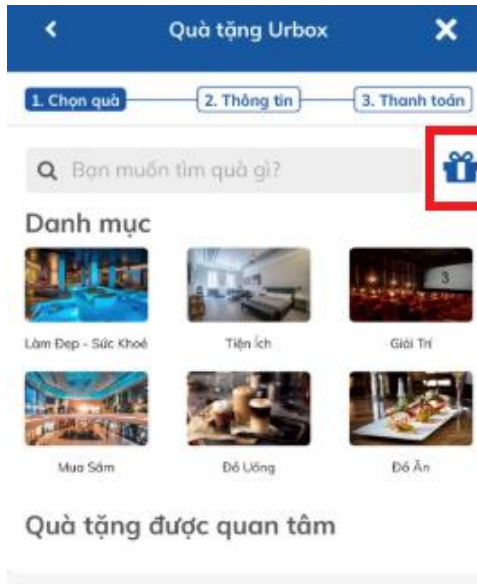 Quà tặng Urbox
1. Chọn quà 2. Thông tin 3. Thanh toán
Bạn muốn tìm quà gì?
Danh mục
3
Làm Đẹp - Sức Khoẻ Tiện Ích Giải Trí
Mua Sắm Đồ Uống Đồ Ăn
Quà tặng được quan tâm